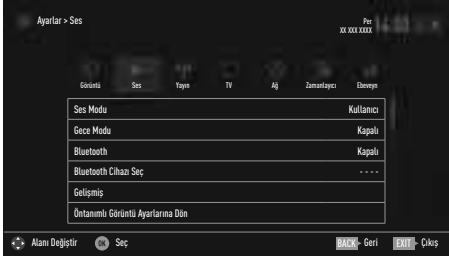 Ayarlar > Ses
Per
XX XXX XXXX
Görüntü Ses Yayın TV Ağ Zamanlayıcı Ebeveyn
Ses Modu Kullanıcı
Gece Modu Kapalı
Bluetooth Kapalı
Bluetooth Cihazı Seç - - - -
Gelişmiş
Öntanımlı Görüntü Ayarlarına Dön
Alanı Değiştir OK Seç BACK Geri EXIT Çıkış